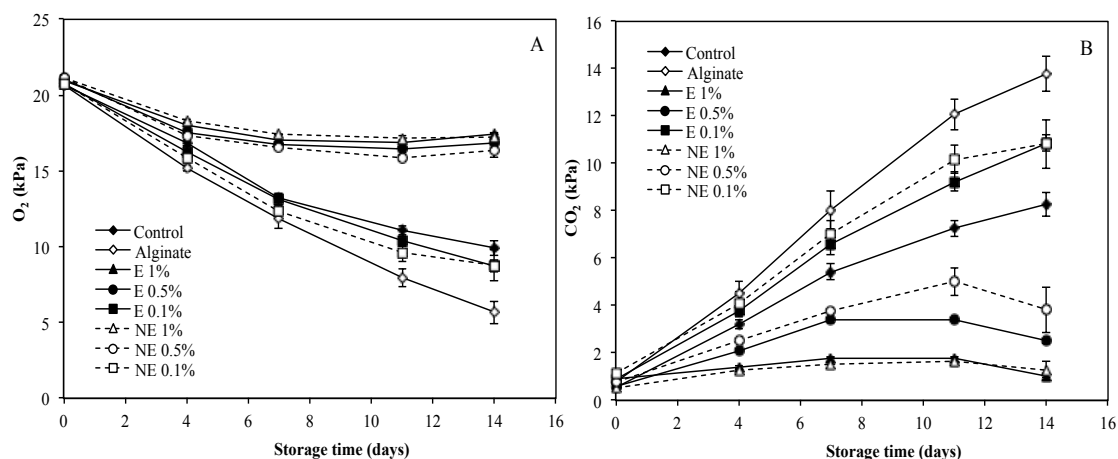 A
25
20
15
10
5
0
O2 (kPa)
Control
Alginate
E 1%
E 0.5%
E 0.1%
NE 1%
NE 0.5%
NE 0.1%
0 2 4 6 8 10 12 14 16
Storage time (days)
B
16
14
12
10
8
6
4
2
0
CO2 (kPa)
Control
Alginate
E 1%
E 0.5%
E 0.1%
NE 1%
NE 0.5%
NE 0.1%
0 2 4 6 8 10 12 14 16
Storage time (days)